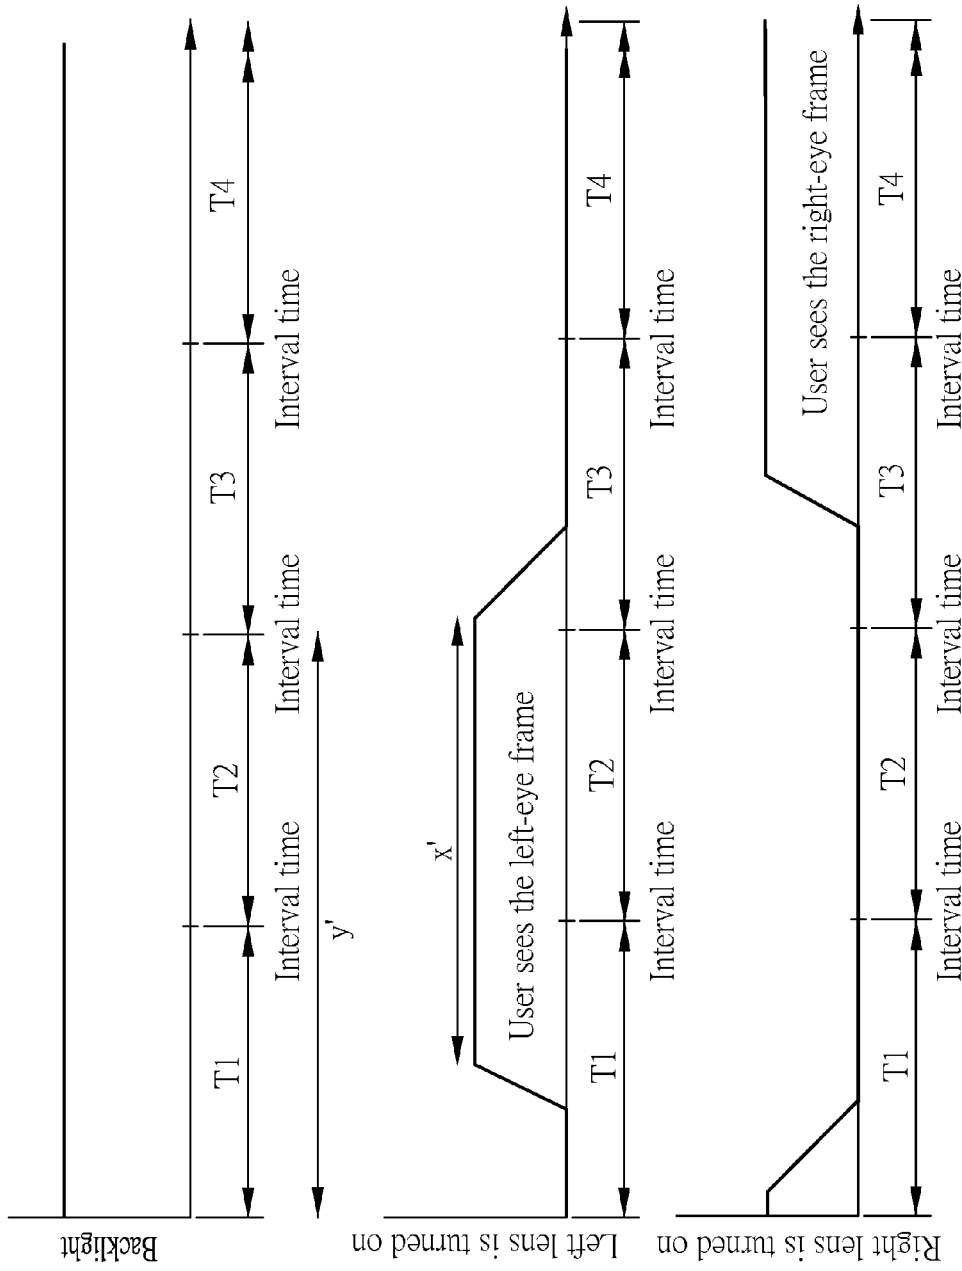 Backlight
T1
T2
T3
T4
Interval time
Interval time
Interval time
y'
Left lens is turned on
x'
User sees the left-eye frame
T1
T2
T3
T4
Interval time
Interval time
Interval time
Right lens is turned on
User sees the right-eye frame
T1
T2
T3
T4
Interval time
Interval time
Interval time